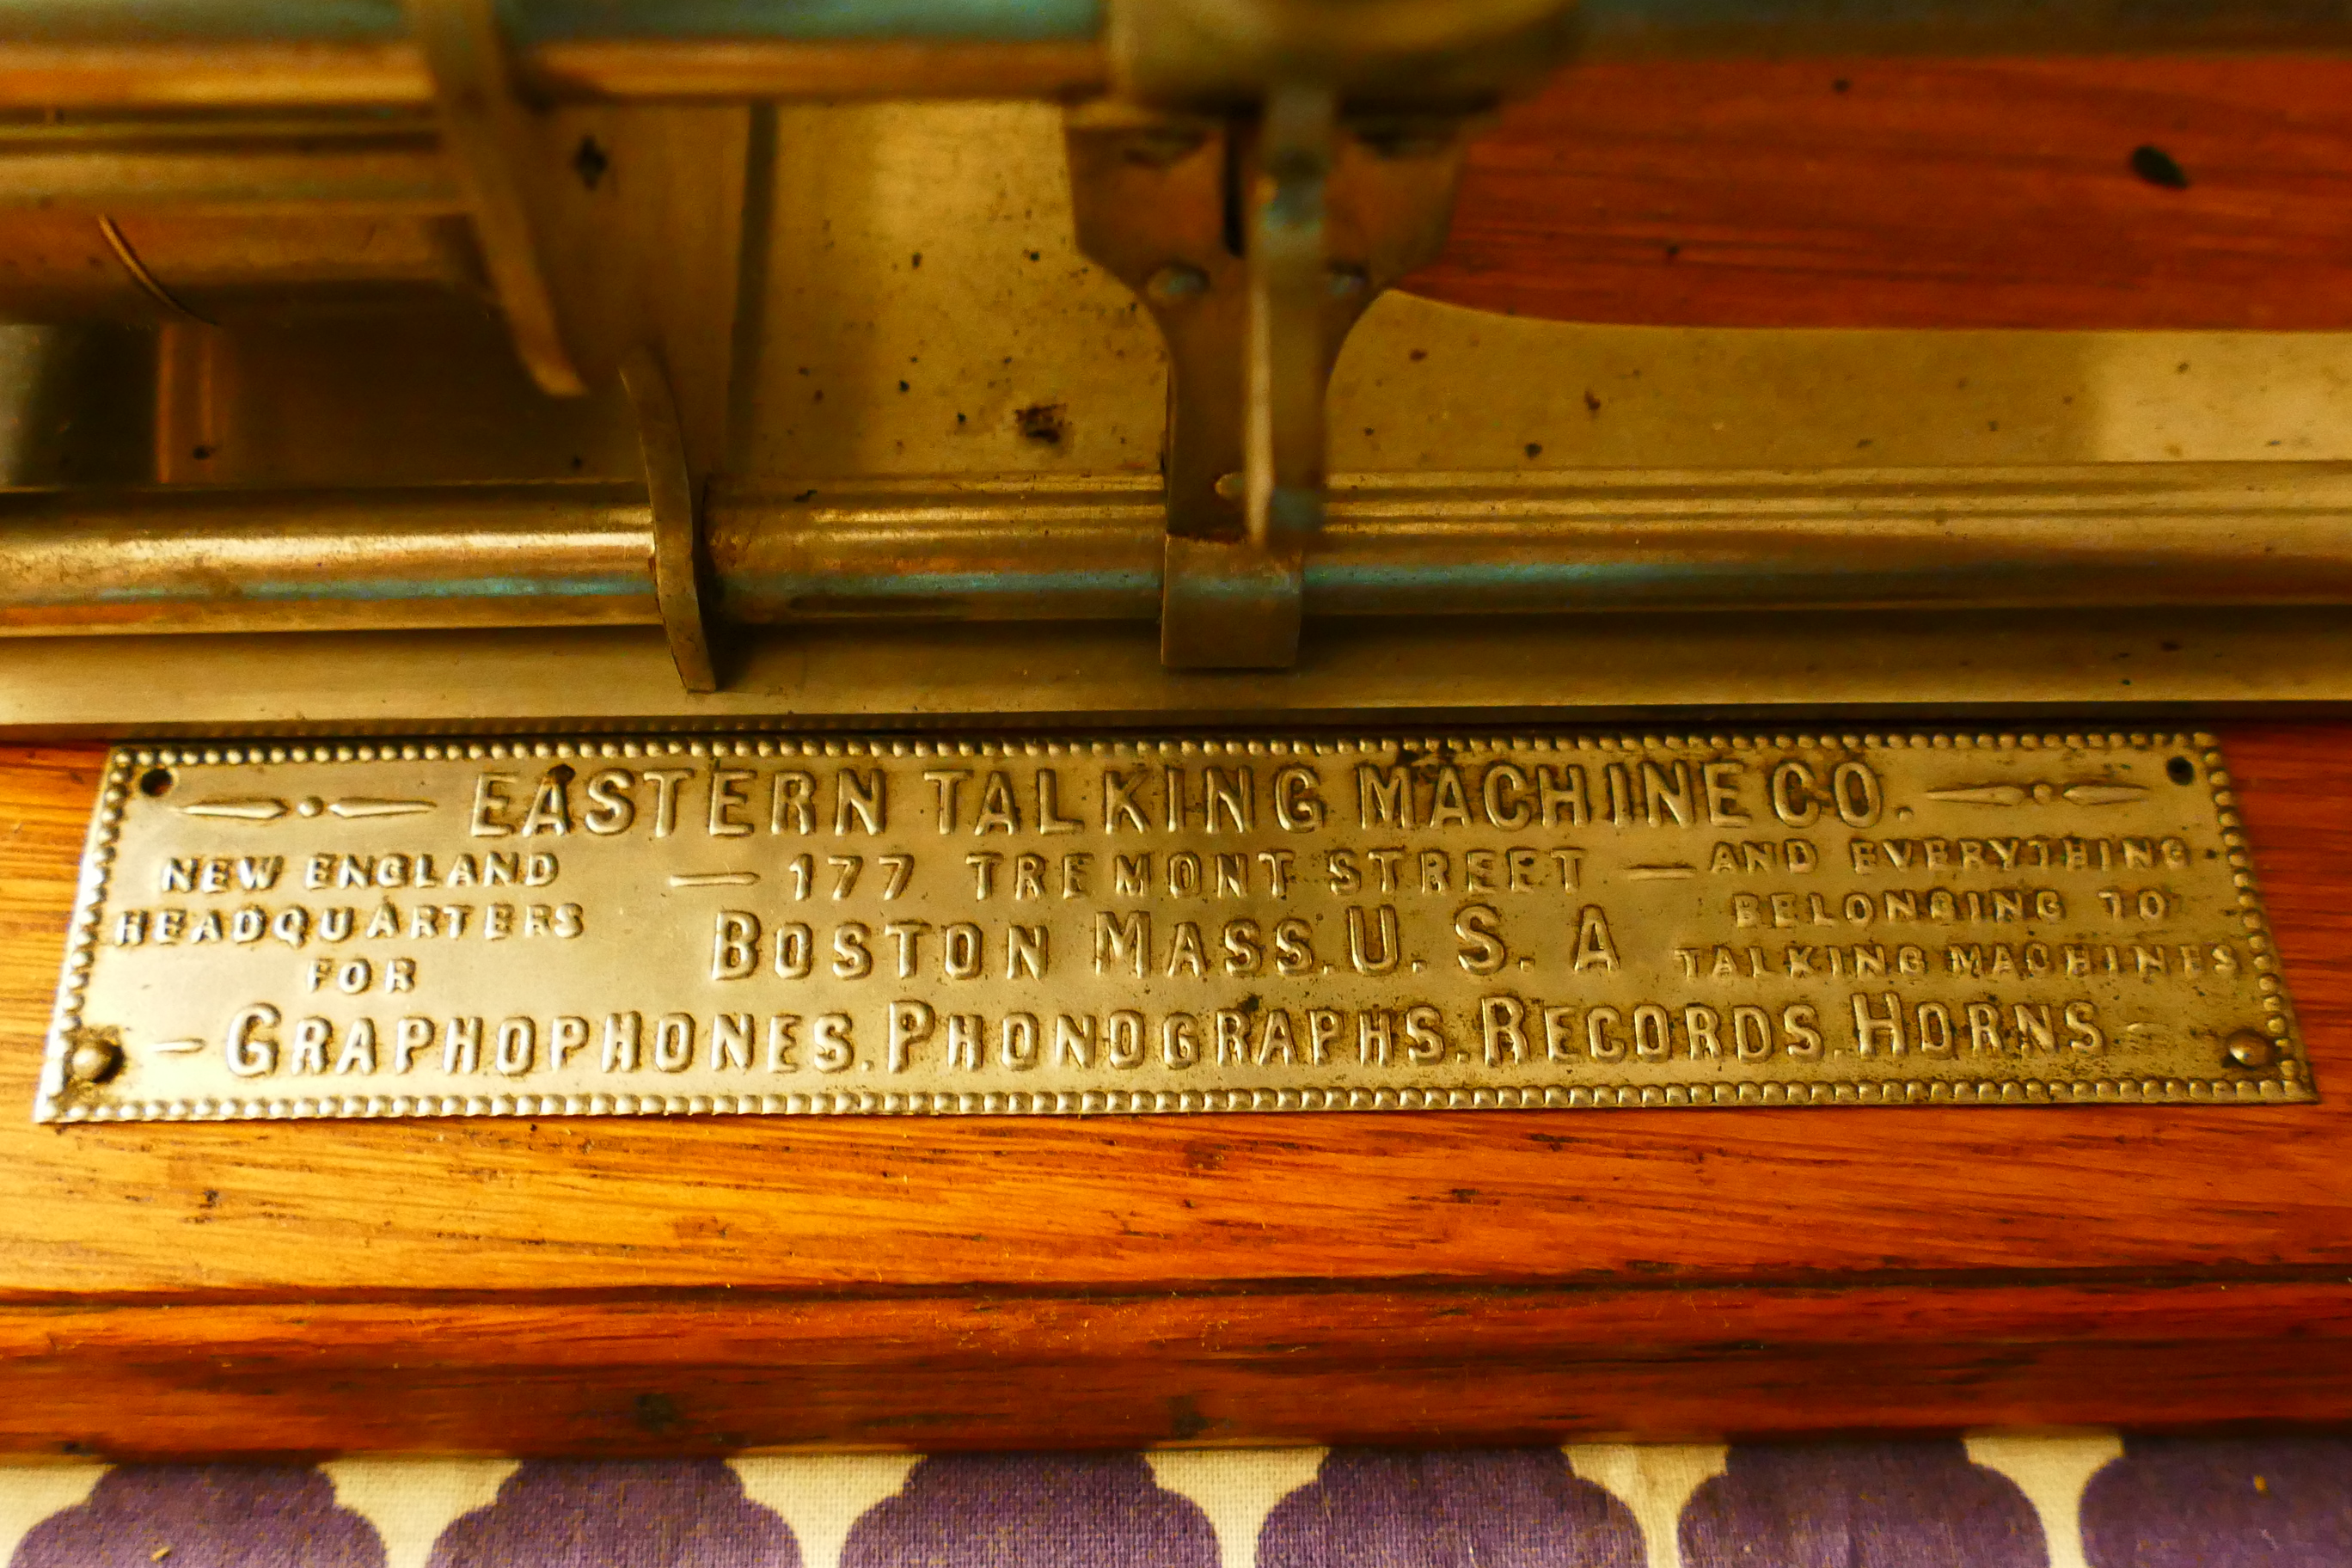 EASTERN TALKING MACHINE CO.
NEW ENGLAND
HEADQUARTERS
FOR
— 177 TREMONT STREET —
BOSTON MASS. U. S. A
AND EVERYTHING
BELONGING TO
TALKING MACHINES
— GRAPHOPHONES. PHONOGRAPHS. RECORDS. HORNS —